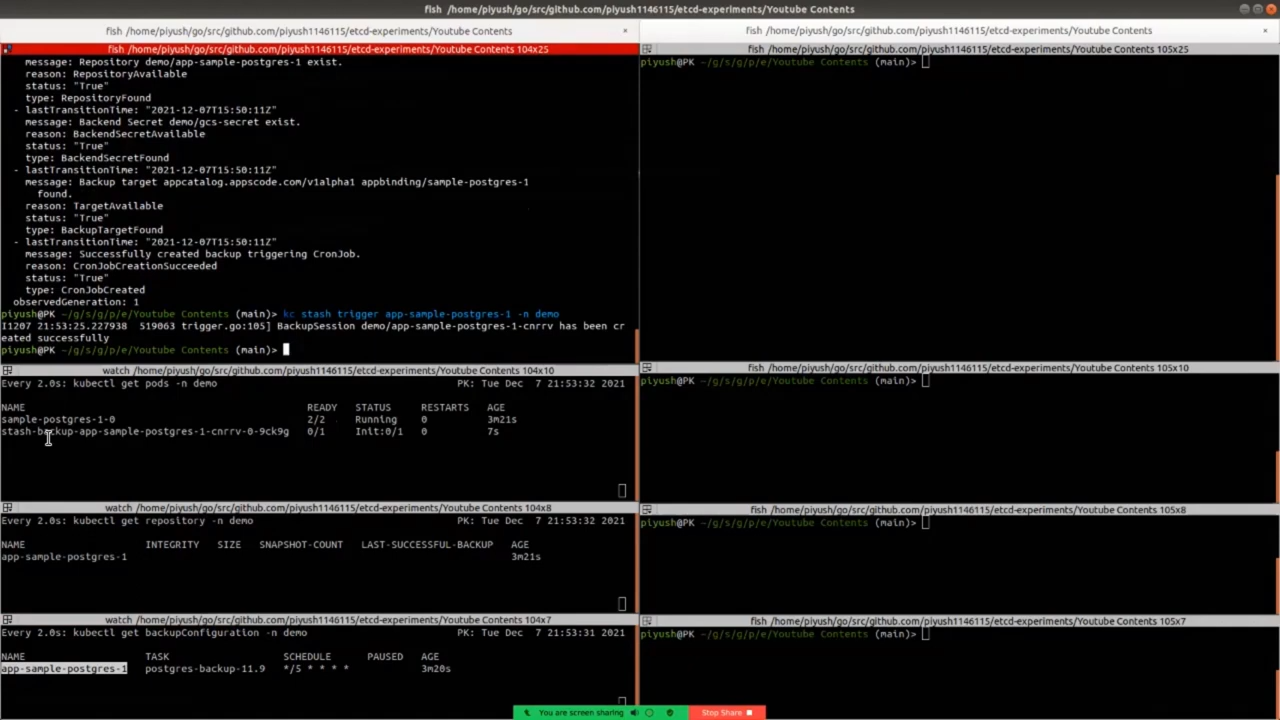 fish /home/piyush/go/src/github.com/piyush1146115/etcd-experiments/Youtube Contents
fish /home/piyush/go/src/github.com/piyush1146115/etcd-experiments/Youtube Contents
fish /home/piyush/go/src/github.com/piyush1146115/etcd-experiments/Youtube Contents 104x25
message: Repository demo/app-sample-postgres-1 exist.
reason: RepositoryAvailable
status: "True"
type: RepositoryFound
- lastTransitionTime: "2021-12-07T15:50:11Z"
message: Backend Secret demo/gcs-secret exist.
reason: BackendSecretAvailable
status: "True"
type: BackendSecretFound
- lastTransitionTime: "2021-12-07T15:50:11Z"
message: Backup target appcatalog.appscode.com/v1alpha1 appbinding/sample-postgres-1
found.
reason: TargetAvailable
status: "True"
type: BackupTargetFound
- lastTransitionTime: "2021-12-07T15:50:11Z"
message: Successfully created backup triggering CronJob.
reason: CronJobCreationSucceeded
status: "True"
type: CronJobCreated
observedGeneration: 1
piyush@PK ~/g/s/g/p/e/Youtube Contents (main)> kc stash trigger app-sample-postgres-1 -n demo
I1207 21:53:25.227938 519063 trigger.go:105] BackupSession demo/app-sample-postgres-1-cnrrv has been cr
eated successfully
piyush@PK ~/g/s/g/p/e/Youtube Contents (main)>
watch /home/piyush/go/src/github.com/piyush1146115/etcd-experiments/Youtube Contents 104x10
Every 2.0s: kubectl get pods -n demo PK: Tue Dec 7 21:53:32 2021
NAME READY STATUS RESTARTS AGE
sample-postgres-1-0 2/2 Running 0 3m21s
stash-backup-app-sample-postgres-1-cnrrv-0-9ck9g 0/1 Init:0/1 0 7s
watch /home/piyush/go/src/github.com/piyush1146115/etcd-experiments/Youtube Contents 104x8
Every 2.0s: kubectl get repository -n demo PK: Tue Dec 7 21:53:32 2021
NAME INTEGRITY SIZE SNAPSHOT-COUNT LAST-SUCCESSFUL-BACKUP AGE
app-sample-postgres-1 3m21s
watch /home/piyush/go/src/github.com/piyush1146115/etcd-experiments/Youtube Contents 104x7
Every 2.0s: kubectl get backupConfiguration -n demo PK: Tue Dec 7 21:53:31 2021
NAME TASK SCHEDULE PAUSED AGE
app-sample-postgres-1 postgres-backup-11.9 */5 * * * * 3m20s
fish /home/piyush/go/src/github.com/piyush1146115/etcd-experiments/Youtube Contents
fish /home/piyush/go/src/github.com/piyush1146115/etcd-experiments/Youtube Contents 105x25
piyush@PK ~/g/s/g/p/e/Youtube Contents (main)>
fish /home/piyush/go/src/github.com/piyush1146115/etcd-experiments/Youtube Contents 105x10
piyush@PK ~/g/s/g/p/e/Youtube Contents (main)>
fish /home/piyush/go/src/github.com/piyush1146115/etcd-experiments/Youtube Contents 105x8
piyush@PK ~/g/s/g/p/e/Youtube Contents (main)>
fish /home/piyush/go/src/github.com/piyush1146115/etcd-experiments/Youtube Contents 105x7
piyush@PK ~/g/s/g/p/e/Youtube Contents (main)>
You are screen sharing Stop Share